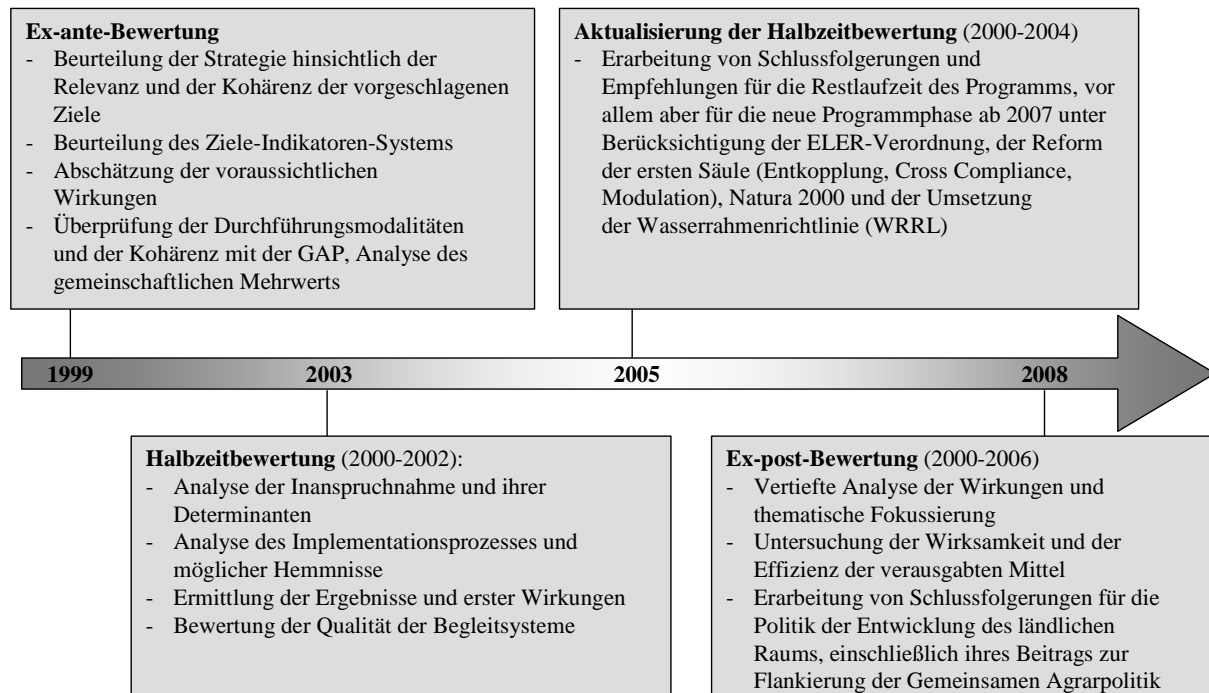 Ex-ante-Bewertung
- Beurteilung der Strategie hinsichtlich der
Relevanz und der Kohärenz der vorgeschlagenen
Ziele
- Beurteilung des Ziele-Indikatoren-Systems
- Abschätzung der voraussichtlichen
Wirkungen
- Überprüfung der Durchführungsmodalitäten
und der Kohärenz mit der GAP, Analyse des
gemeinschaftlichen Mehrwerts
Aktualisierung der Halbzeitbewertung (2000-2004)
- Erarbeitung von Schlussfolgerungen und
Empfehlungen für die Restlaufzeit des Programms, vor
allem aber für die neue Programmphase ab 2007 unter
Berücksichtigung der ELER-Verordnung, der Reform
der ersten Säule (Entkopplung, Cross Compliance,
Modulation), Natura 2000 und der Umsetzung
der Wasserrahmenrichtlinie (WRRL)
1999 2003 2005 2008
Halbzeitbewertung (2000-2002):
- Analyse der Inanspruchnahme und ihrer
Determinanten
- Analyse des Implementationsprozesses und
möglicher Hemmnisse
- Ermittlung der Ergebnisse und erster Wirkungen
- Bewertung der Qualität der Begleitsysteme
Ex-post-Bewertung (2000-2006)
- Vertiefte Analyse der Wirkungen und
thematische Fokussierung
- Untersuchung der Wirksamkeit und der
Effizienz der verausgabten Mittel
- Erarbeitung von Schlussfolgerungen für die
Politik der Entwicklung des ländlichen
Raums, einschließlich ihres Beitrags zur
Flankierung der Gemeinsamen Agrarpolitik